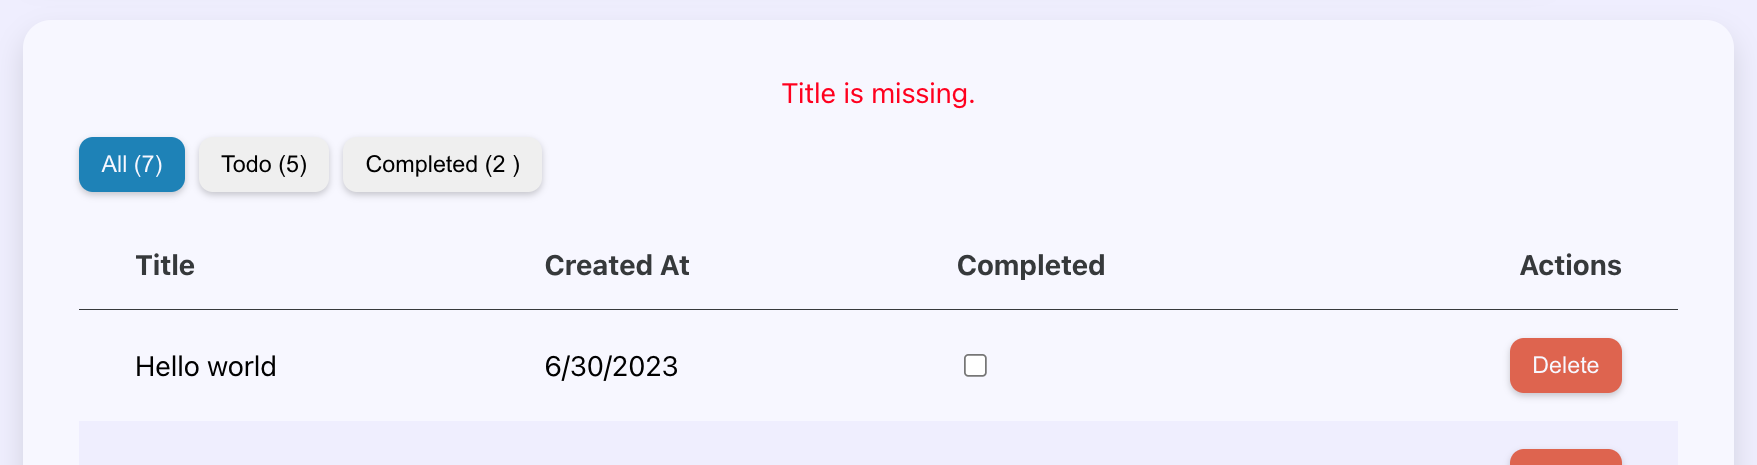 Title is missing.
All (7) Todo (5) Completed (2 )
Title Created At Completed Actions
Hello world 6/30/2023 Delete